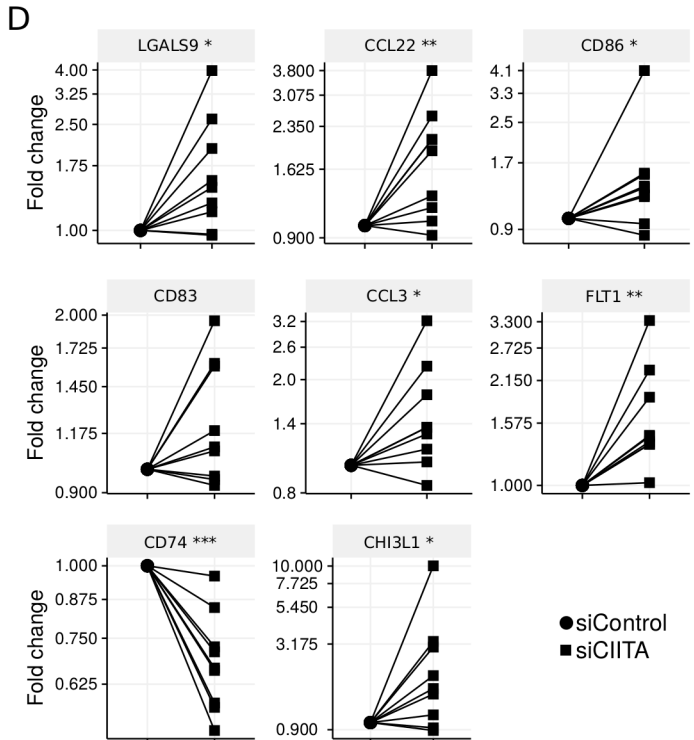 D
LGALS9 *
CCL22 **
CD86 *
Fold change
4.00
3.25
2.50
1.75
1.00
3.800
3.075
2.350
1.625
0.900
4.1
3.3
2.5
1.7
0.9
CD83
CCL3 *
FLT1 **
Fold change
2.000
1.725
1.450
1.175
0.900
3.2
2.6
2.0
1.4
0.8
3.300
2.725
2.150
1.575
1.000
CD74 ***
CHI3L1 *
Fold change
1.000
0.875
0.750
0.625
10.000
7.725
5.450
3.175
0.900
siControl
siCIITA